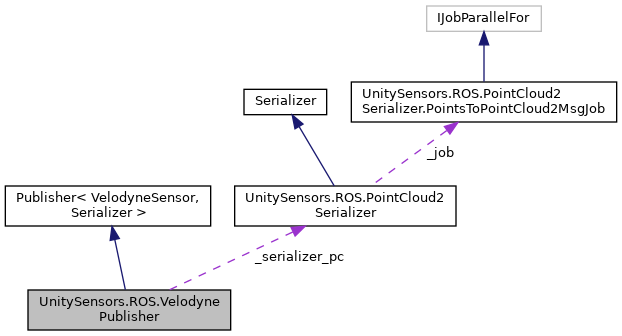 IJobParallelFor
UnitySensors.ROS.PointCloud2
Serializer.PointsToPointCloud2MsgJob
Serializer
_job
Publisher< VelodyneSensor,
Serializer >
UnitySensors.ROS.PointCloud2
Serializer
_serializer_pc
UnitySensors.ROS.Velodyne
Publisher